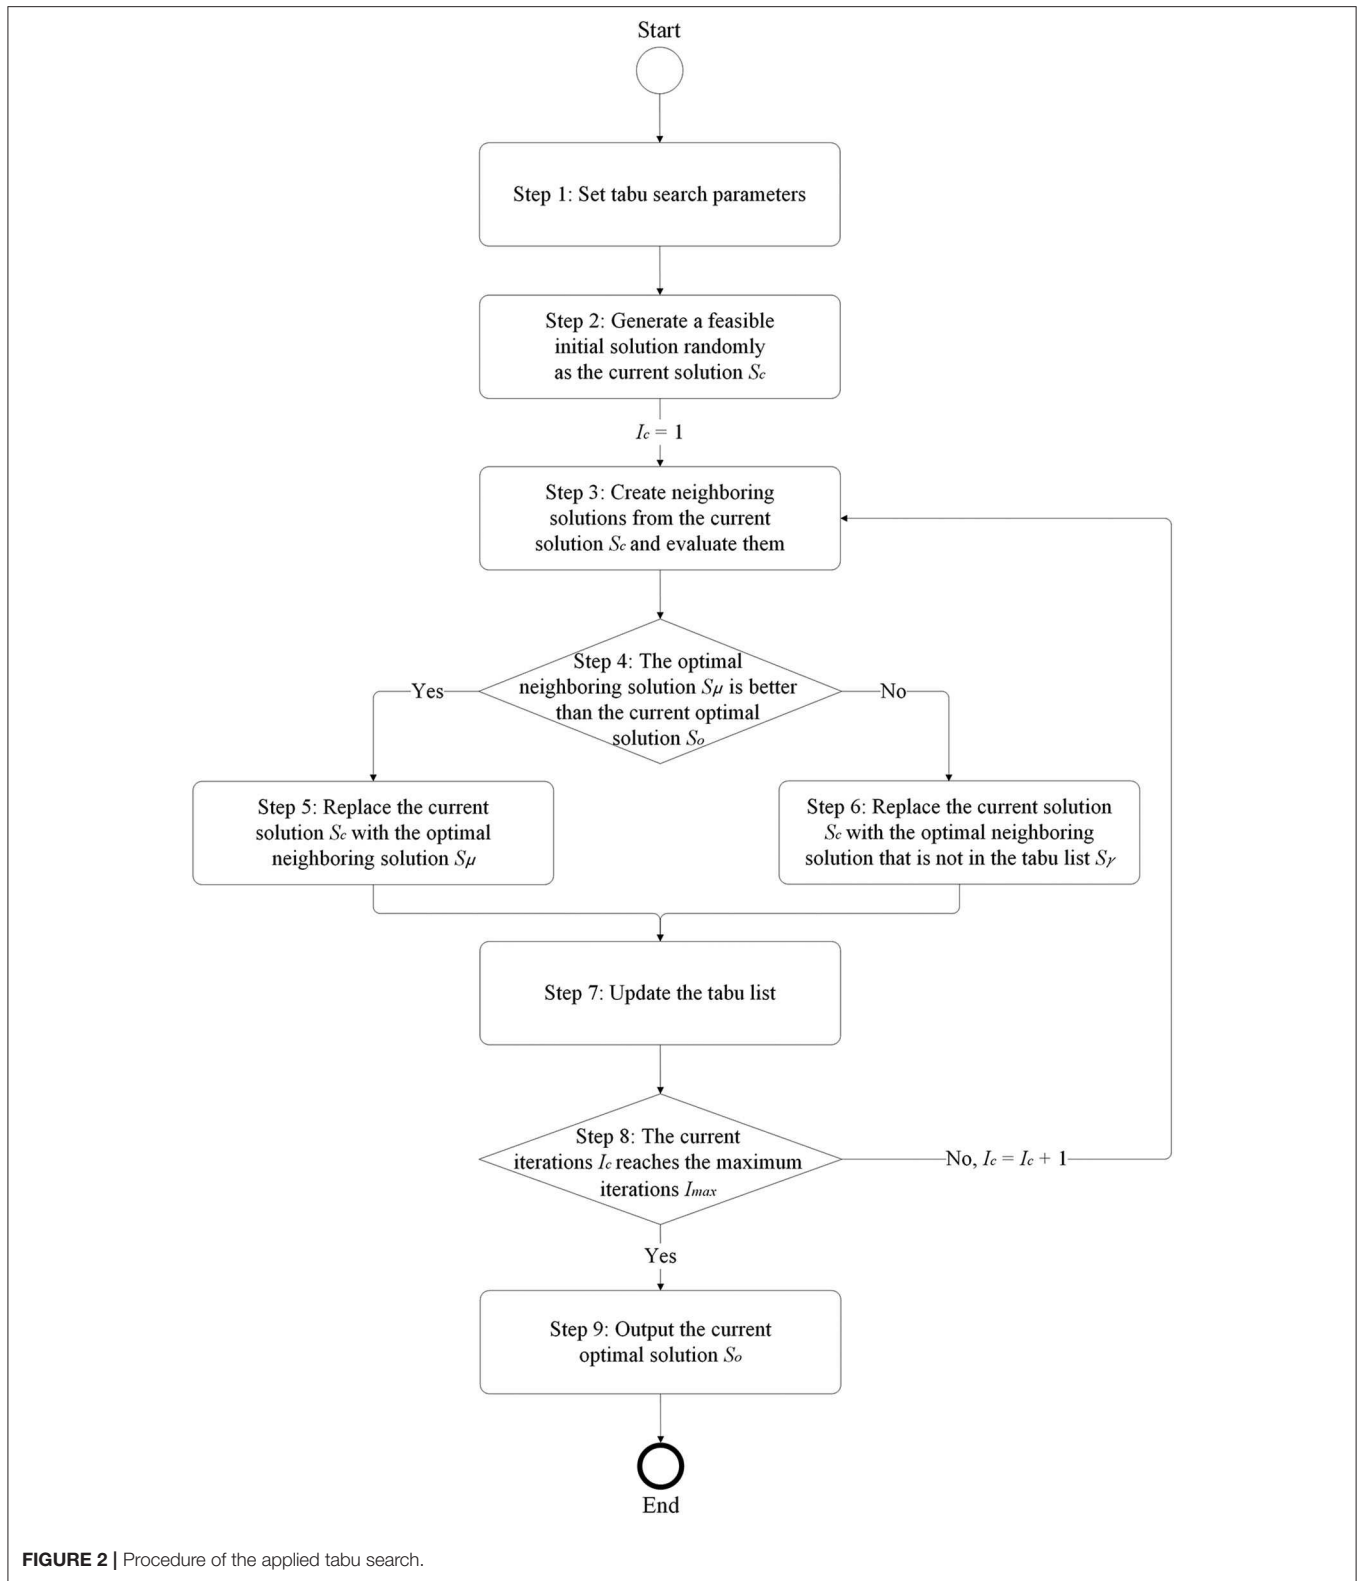 Start
Step 1: Set tabu search parameters
Step 2: Generate a feasible
initial solution randomly
as the current solution Sc
Ic = 1
Step 3: Create neighboring
solutions from the current
solution Sc and evaluate them
Step 4: The optimal
neighboring solution Sμ is better
than the current optimal
solution So
Yes
No
Step 5: Replace the current
solution Sc with the optimal
neighboring solution Sμ
Step 6: Replace the current solution
Sc with the optimal neighboring
solution that is not in the tabu list Sγ
Step 7: Update the tabu list
Step 8: The current
iterations Ic reaches the maximum
iterations Imax
No, Ic = Ic + 1
Yes
Step 9: Output the current
optimal solution So
End
FIGURE 2 | Procedure of the applied tabu search.